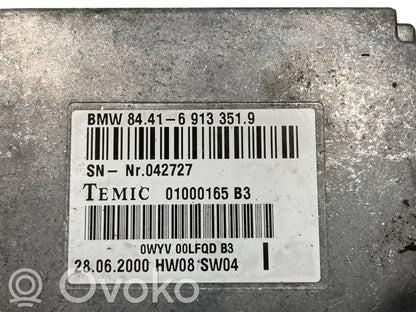 BMW 84.41-6 913 351.9
SN- Nr.042727
TEMIC 01000165 B3
0WYV 00LFQD B3
28.06.2000 HW08 SW04
Ovoko